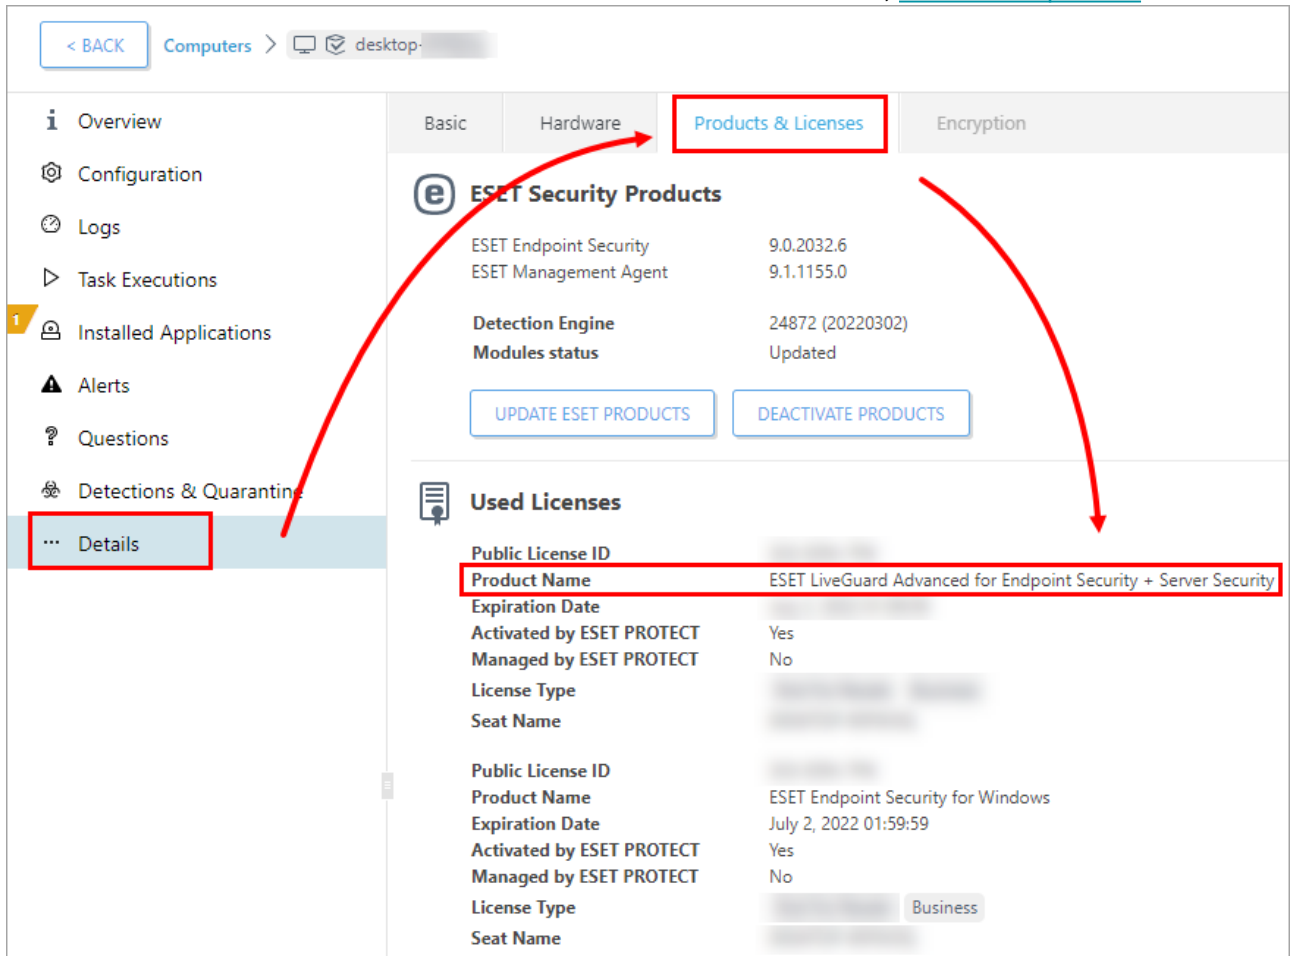 < BACK
Computers
desktop-
Overview
Configuration
Logs
Task Executions
1
Installed Applications
Alerts
Questions
Detections & Quarantine
Details
Basic
Hardware
Products & Licenses
Encryption
ESET Security Products
ESET Endpoint Security 9.0.2032.6
ESET Management Agent 9.1.1155.0
Detection Engine 24872 (20220302)
Modules status Updated
UPDATE ESET PRODUCTS
DEACTIVATE PRODUCTS
Used Licenses
Public License ID
Product Name ESET LiveGuard Advanced for Endpoint Security + Server Security
Expiration Date
Activated by ESET PROTECT Yes
Managed by ESET PROTECT No
License Type
Seat Name
Public License ID
Product Name ESET Endpoint Security for Windows
Expiration Date July 2, 2022 01:59:59
Activated by ESET PROTECT Yes
Managed by ESET PROTECT No
License Type Business
Seat Name